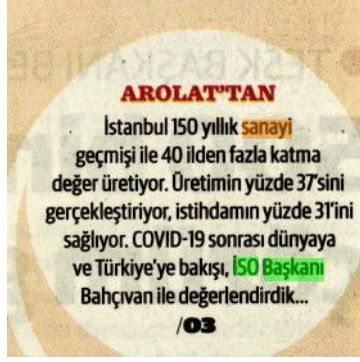 AROLAT'TAN
İstanbul 150 yıllık sanayi
geçmişi ile 40 ilden fazla katma
değer üretiyor. Üretimin yüzde 37'sini
gerçekleştiriyor, istihdamın yüzde 31'ini
sağlıyor. COVID-19 sonrası dünyaya
ve Türkiye'ye bakışı, İSO Başkanı
Bahçıvan ile değerlendirdik...
/03